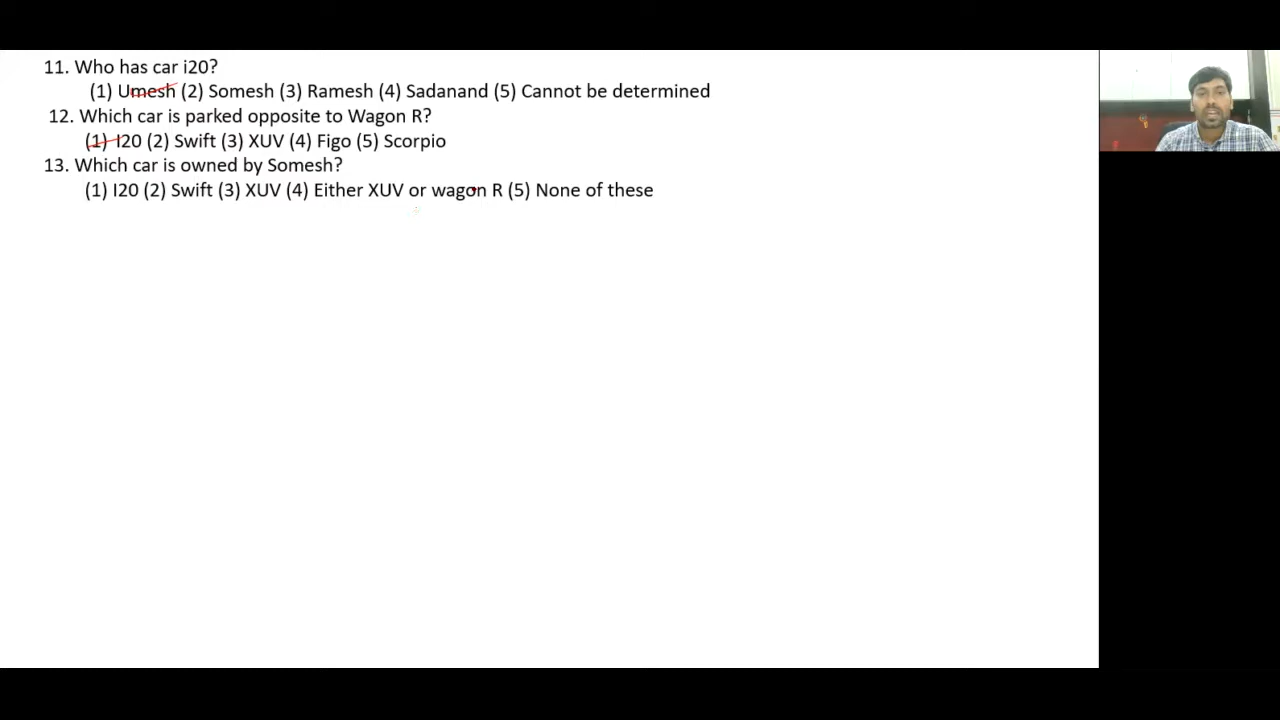 11. Who has car i20?
(1) Umesh (2) Somesh (3) Ramesh (4) Sadanand (5) Cannot be determined
12. Which car is parked opposite to Wagon R?
(1) I20 (2) Swift (3) XUV (4) Figo (5) Scorpio
13. Which car is owned by Somesh?
(1) I20 (2) Swift (3) XUV (4) Either XUV or wagon R (5) None of these